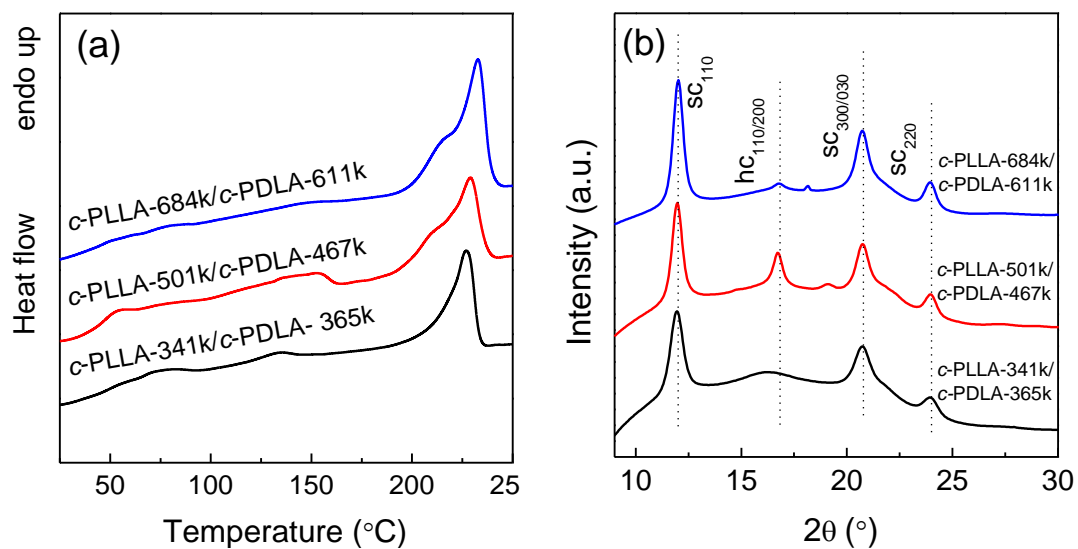 (a)
Heat flow endo up
c-PLLA-684k/c-PDLA-611k
c-PLLA-501k/c-PDLA-467k
c-PLLA-341k/c-PDLA- 365k
50 100 150 200 25
Temperature (°C)
(b)
Intensity (a.u.)
sc110
hc110/200
sc300/030
sc220
c-PLLA-684k/
c-PDLA-611k
c-PLLA-501k/
c-PDLA-467k
c-PLLA-341k/
c-PDLA-365k
10 15 20 25 30
2θ (°)